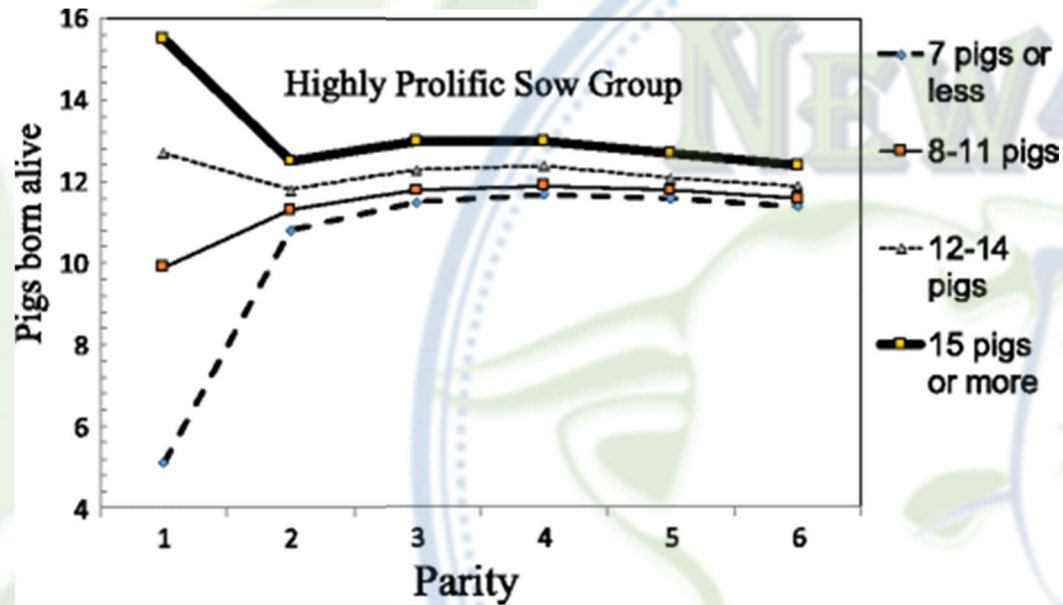 16
14
12
10
8
6
4
Pigs born alive
Highly Prolific Sow Group
1 2 3 4 5 6
Parity
7 pigs or
less
8-11 pigs
12-14
pigs
15 pigs
or more
NEW